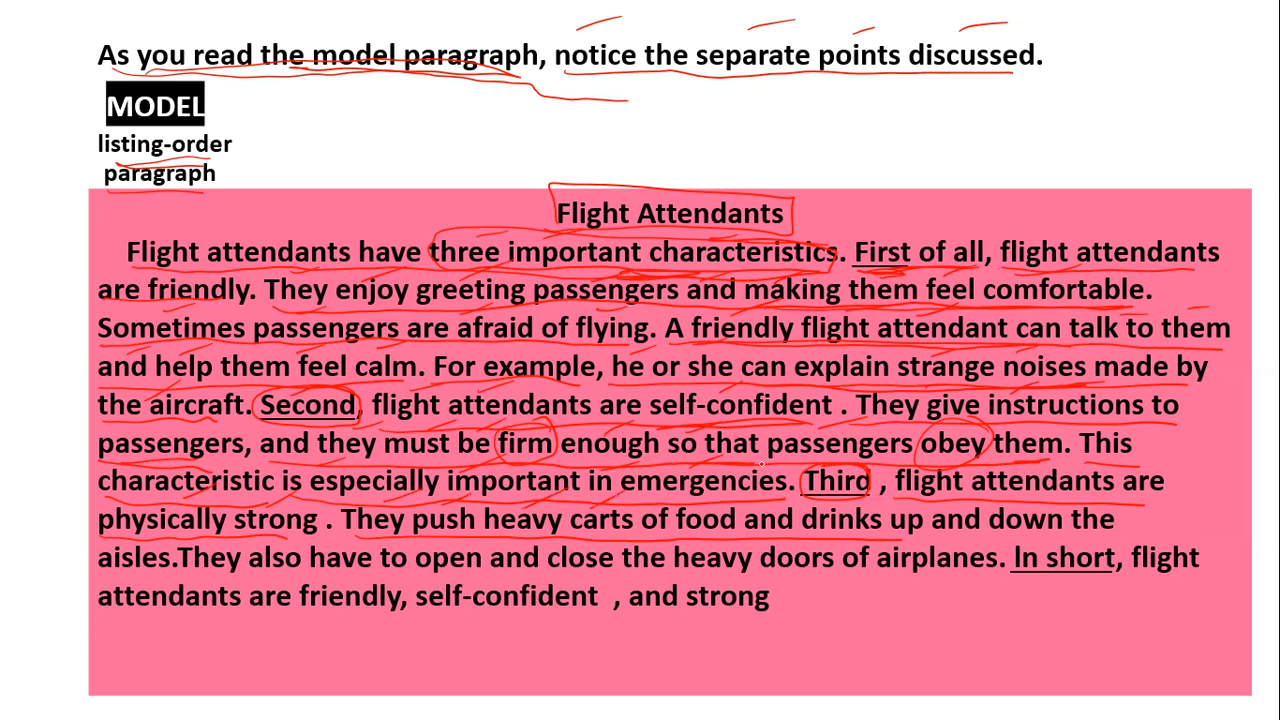 As you read the model paragraph, notice the separate points discussed.
MODEL
listing-order
paragraph
Flight Attendants
Flight attendants have three important characteristics. First of all, flight attendants
are friendly. They enjoy greeting passengers and making them feel comfortable.
Sometimes passengers are afraid of flying. A friendly flight attendant can talk to them
and help them feel calm. For example, he or she can explain strange noises made by
the aircraft. Second, flight attendants are self-confident . They give instructions to
passengers, and they must be firm enough so that passengers obey them. This
characteristic is especially important in emergencies. Third , flight attendants are
physically strong . They push heavy carts of food and drinks up and down the
aisles.They also have to open and close the heavy doors of airplanes. ln short, flight
attendants are friendly, self-confident , and strong